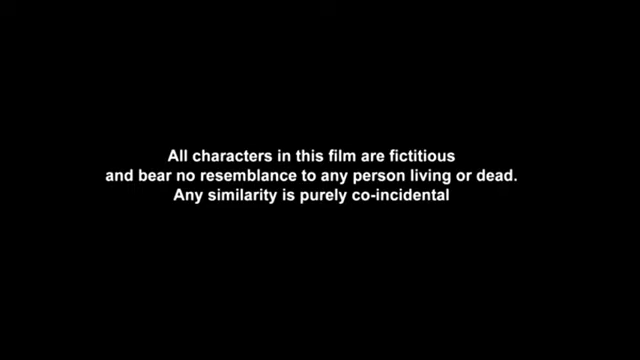 All characters in this film are fictitious
and bear no resemblance to any person living or dead.
Any similarity is purely co-incidental